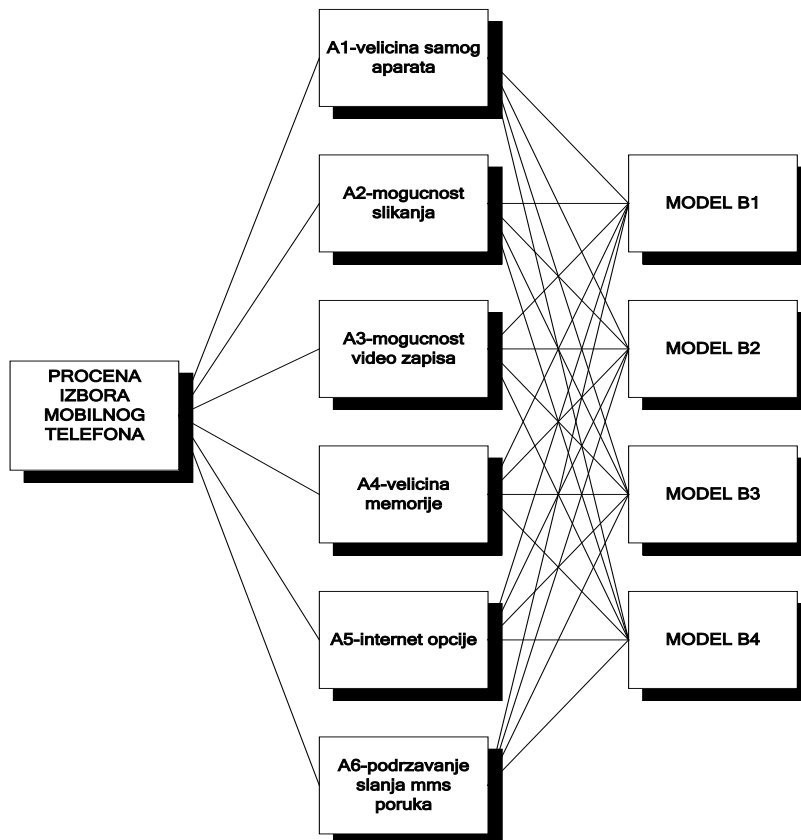 A1-velicina samog
aparata
A2-mogucnost
slikanja
MODEL B1
A3-mogucnost
video zapisa
MODEL B2
PROCENA
IZBORA
MOBILNOG
TELEFONA
A4-velicina
memorije
MODEL B3
A5-internet opcije
MODEL B4
A6-podrzavanje
slanja mms
poruka